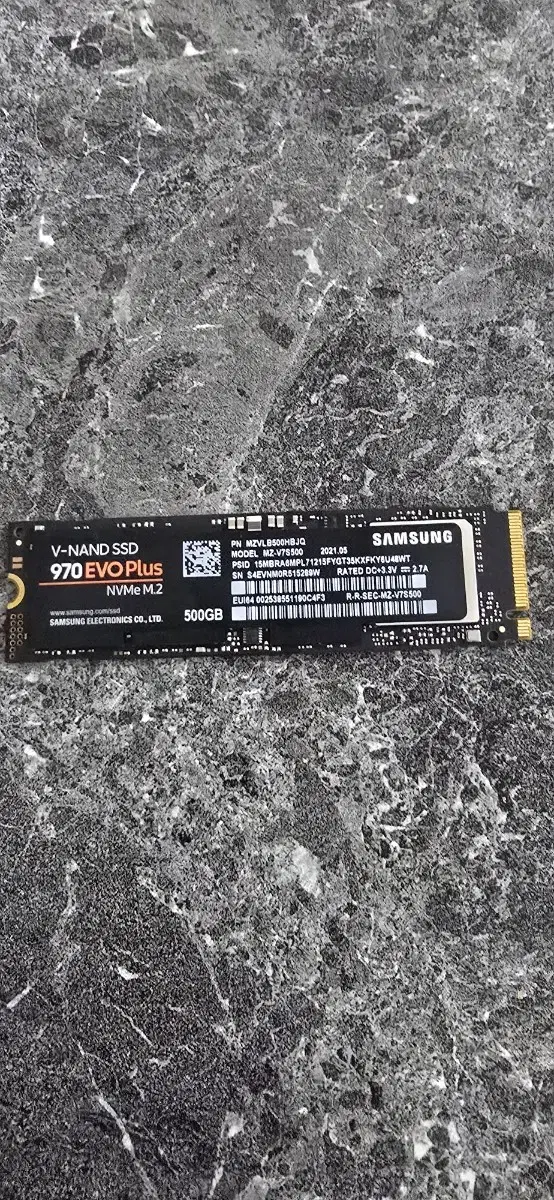 V-NAND SSD
970 EVO Plus
NVMe M.2
www.samsung.com/ssd
SAMSUNG ELECTRONICS CO., LTD.
500GB
PN MZVLB500HBJQ
MODEL MZ-V7S500 2021.05
PSID 15MBRA6MPL71215FYGT35KXFKY6U48WT
SN S4EVNM0R515289W RATED DC+3.3V ⎓ 2.7A
EUI64 002538551190C4F3 R-R-SEC-MZ-V7S500
SAMSUNG